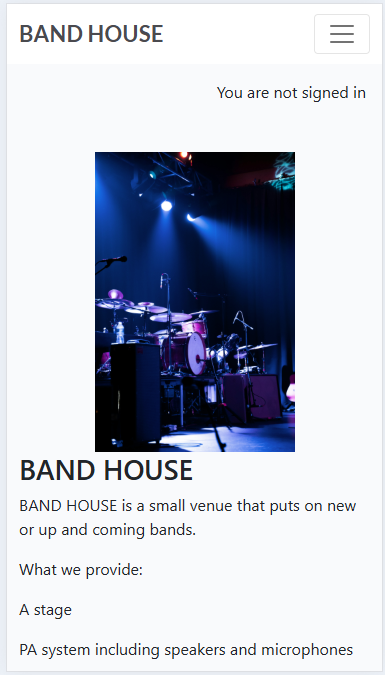 BAND HOUSE
You are not signed in
BAND HOUSE
BAND HOUSE is a small venue that puts on new
or up and coming bands.
What we provide:
A stage
PA system including speakers and microphones